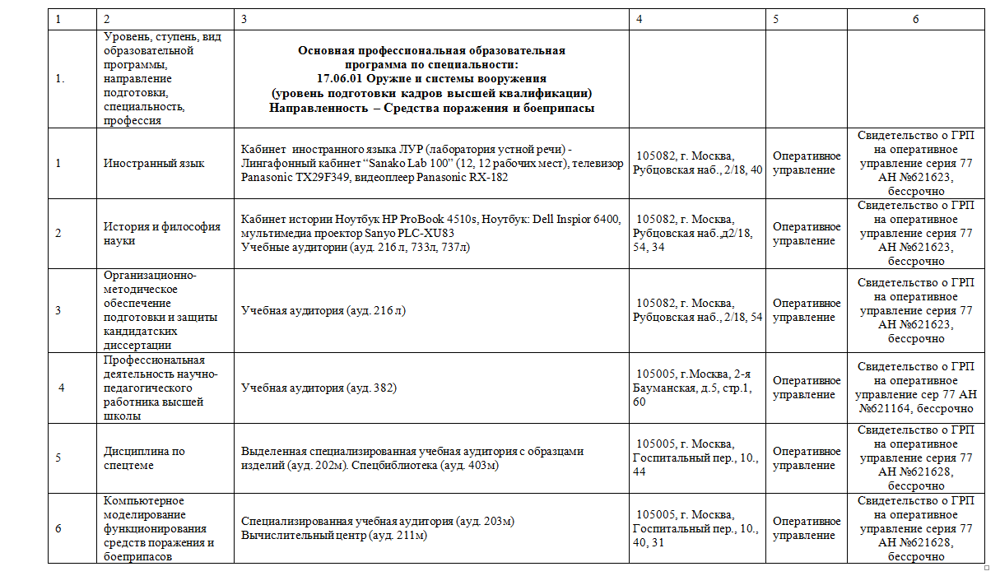 1
2
3
4
5
6
1.
Уровень, ступень, вид
образовательной
программы,
направление
подготовки,
специальность,
профессия
Основная профессиональная образовательная
программа по специальности:
17.06.01 Оружие и системы вооружения
(уровень подготовки кадров высшей квалификации)
Направленность – Средства поражения и боеприпасы
1
Иностранный язык
Кабинет иностранного языка ЛУР (лаборатория устной речи) -
Лингафонный кабинет “Sanako Lab 100” (12, 12 рабочих мест), телевизор
Panasonic TX29F349, видеоплеер Panasonic RX-182
105082, г. Москва,
Рубцовская наб., 2/18, 40
Оперативное
управление
Свидетельство о ГРП
на оперативное
управление серия 77
АН №621623,
бессрочно
2
История и философия
науки
Кабинет истории Ноутбук HP ProBook 4510s, Ноутбук: Dell Inspior 6400,
мультимедиа проектор Sanyo PLC-XU83
Учебные аудитории (ауд. 216 л, 733л, 737л)
105082, г. Москва,
Рубцовская наб.,д2/18,
54, 34
Оперативное
управление
Свидетельство о ГРП
на оперативное
управление серия 77
АН №621623,
бессрочно
3
Организационно-
методическое
обеспечение
подготовки и защиты
кандидатских
диссертации
Учебная аудитория (ауд. 216 л)
105082, г. Москва,
Рубцовская наб., 2/18, 54
Оперативное
управление
Свидетельство о ГРП
на оперативное
управление серия 77
АН №621623,
бессрочно
4
Профессиональная
деятельность научно-
педагогического
работника высшей
школы
Учебная аудитория (ауд. 382)
105005, г.Москва, 2-я
Бауманская, д.5, стр.1,
60
Оперативное
управление
Свидетельство о ГРП
на оперативное
управление сер 77 АН
№621164, бессрочно
5
Дисциплина по
спецтеме
Выделенная специализированная учебная аудитория с образцами
изделий (ауд. 202м). Спецбиблиотека (ауд. 403м)
105005, г. Москва,
Госпитальный пер., 10.,
44
Оперативное
управление
Свидетельство о ГРП
на оперативное
управление серия 77
АН №621628,
бессрочно
6
Компьютерное
моделирование
функционирования
средств поражения и
боеприпасов
Специализированная учебная аудитория (ауд. 203м)
Вычислительный центр (ауд. 211м)
105005, г. Москва,
Госпитальный пер., 10.,
40, 31
Оперативное
управление
Свидетельство о ГРП
на оперативное
управление серия 77
АН №621628,
бессрочно